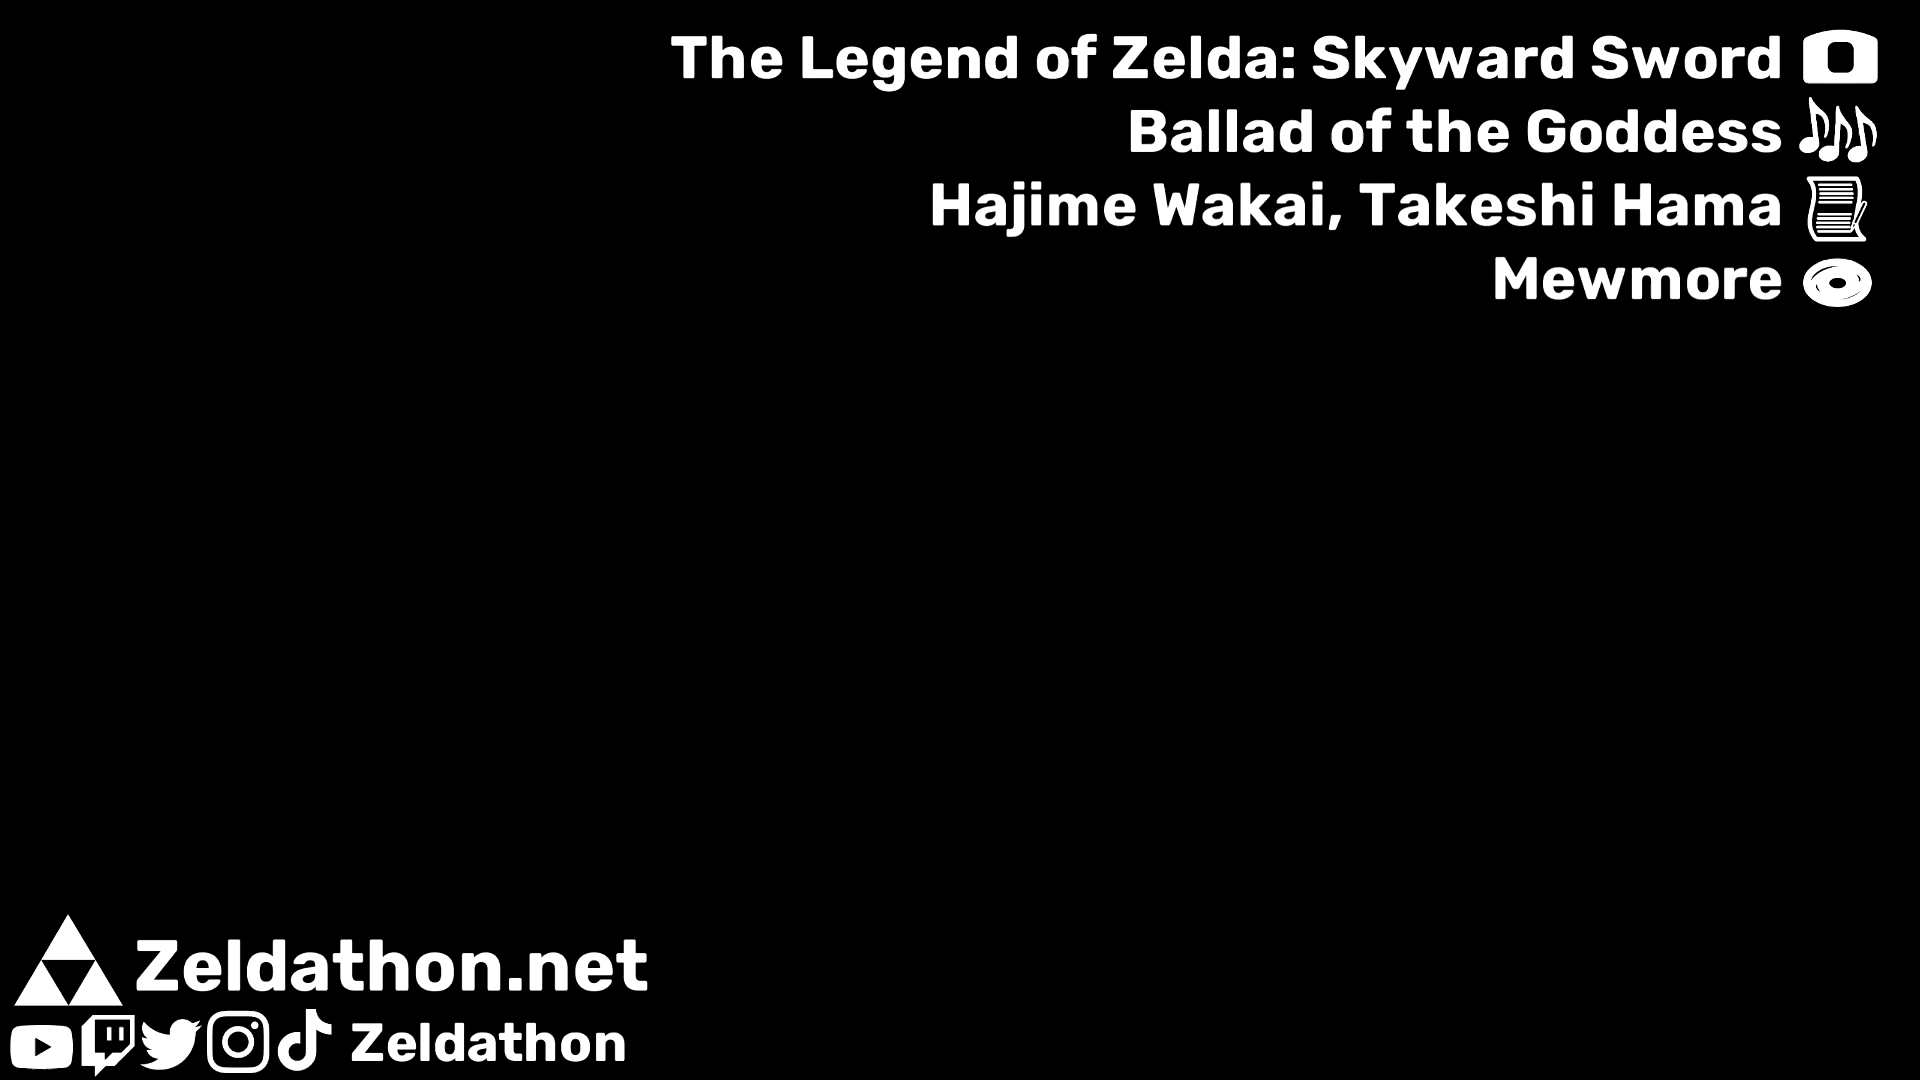 The Legend of Zelda: Skyward Sword
Ballad of the Goddess
Hajime Wakai, Takeshi Hama
Mewmore
Zeldathon.net
Zeldathon